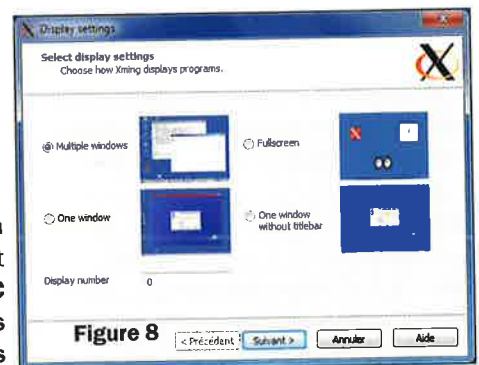 Display settings
Select display settings
Choose how Xming displays programs.
Multiple windows
Fullscreen
One window
One window
without titlebar
Display number 0
Figure 8
< Précédent
Suivant >
Annuler
Aide